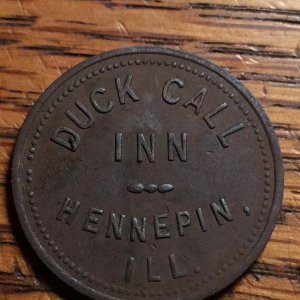 DUCK CALL
INN
HENNEPIN,
ILL.